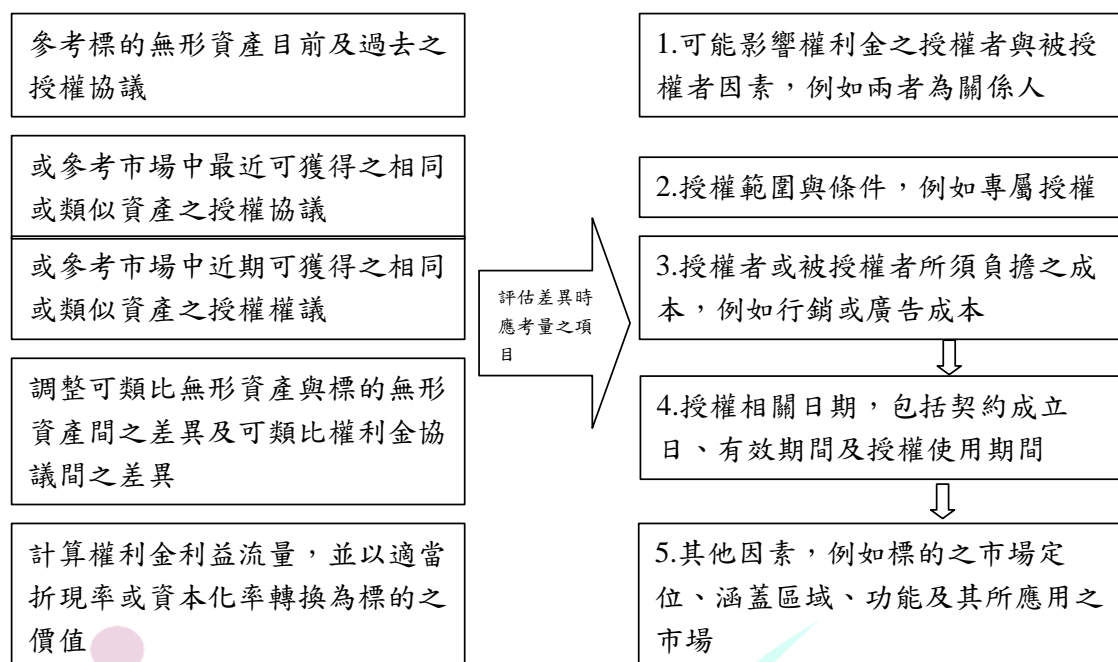 參考標的無形資產目前及過去之
授權協議
或參考市場中最近可獲得之相同
或類似資產之授權協議
或參考市場中近期可獲得之相同
或類似資產之授權權議
調整可類比無形資產與標的無形
資產間之差異及可類比權利金協
議間之差異
計算權利金利益流量，並以適當
折現率或資本化率轉換為標的之
價值
評估差異時
應考量之項
目
1.可能影響權利金之授權者與被授
權者因素，例如兩者為關係人
2.授權範圍與條件，例如專屬授權
3.授權者或被授權者所須負擔之成
本，例如行銷或廣告成本
4.授權相關日期，包括契約成立
日、有效期間及授權使用期間
5.其他因素，例如標的之市場定
位、涵蓋區域、功能及其所應用之
市場